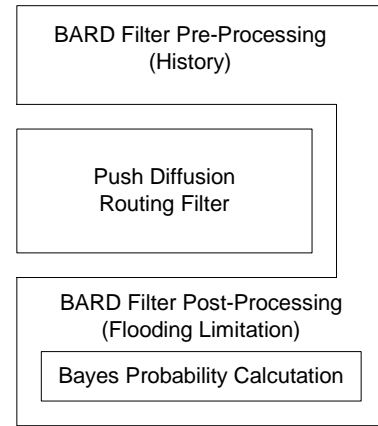 BARD Filter Pre-Processing
(History)
Push Diffusion
Routing Filter
BARD Filter Post-Processing
(Flooding Limitation)
Bayes Probability Calcutation